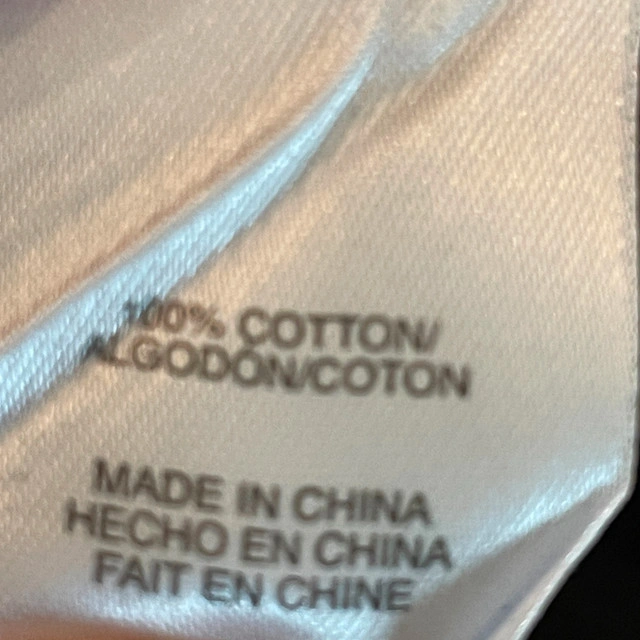 100% COTTON/
ALGODÓN/COTON
MADE IN CHINA
HECHO EN CHINA
FAIT EN CHINE